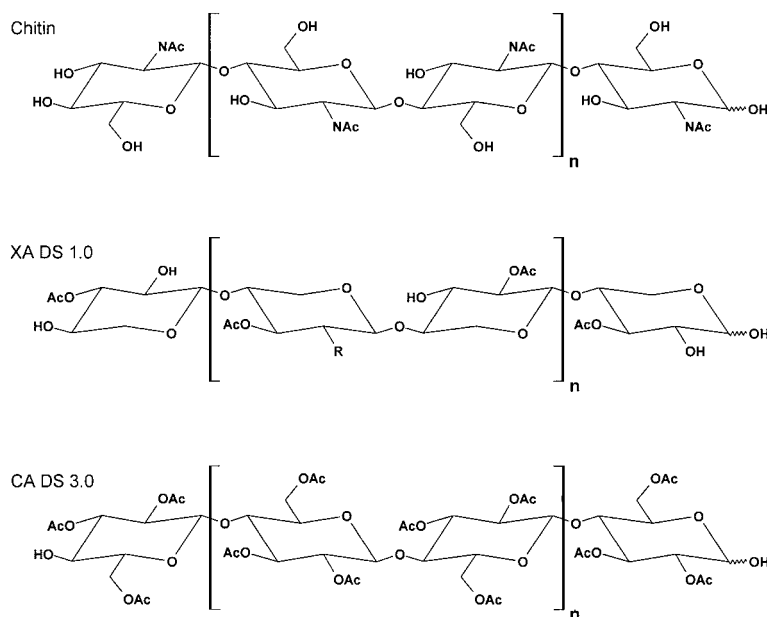 Chitin OH OH
NAc NAc
O O
HO O HO O
HO HO HO
O O O OH
NAc NAc
OH OH
n
XA DS 1.0
OH OAc
O O
AcO O HO O
HO AcO AcO
O O O OH
R OH
n
CA DS 3.0 OAc OAc
OAc OAc
O O
AcO O AcO O
HO AcO AcO
O O O OH
OAc OAc
OAc OAc
n